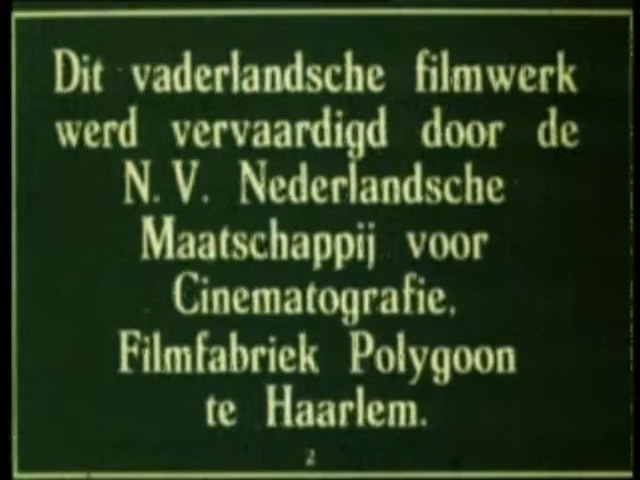 Dit vaderlandsche filmwerk
werd vervaardigd door de
N. V. Nederlandsche
Maatschappij voor
Cinematografie,
Filmfabriek Polygoon
te Haarlem.
2